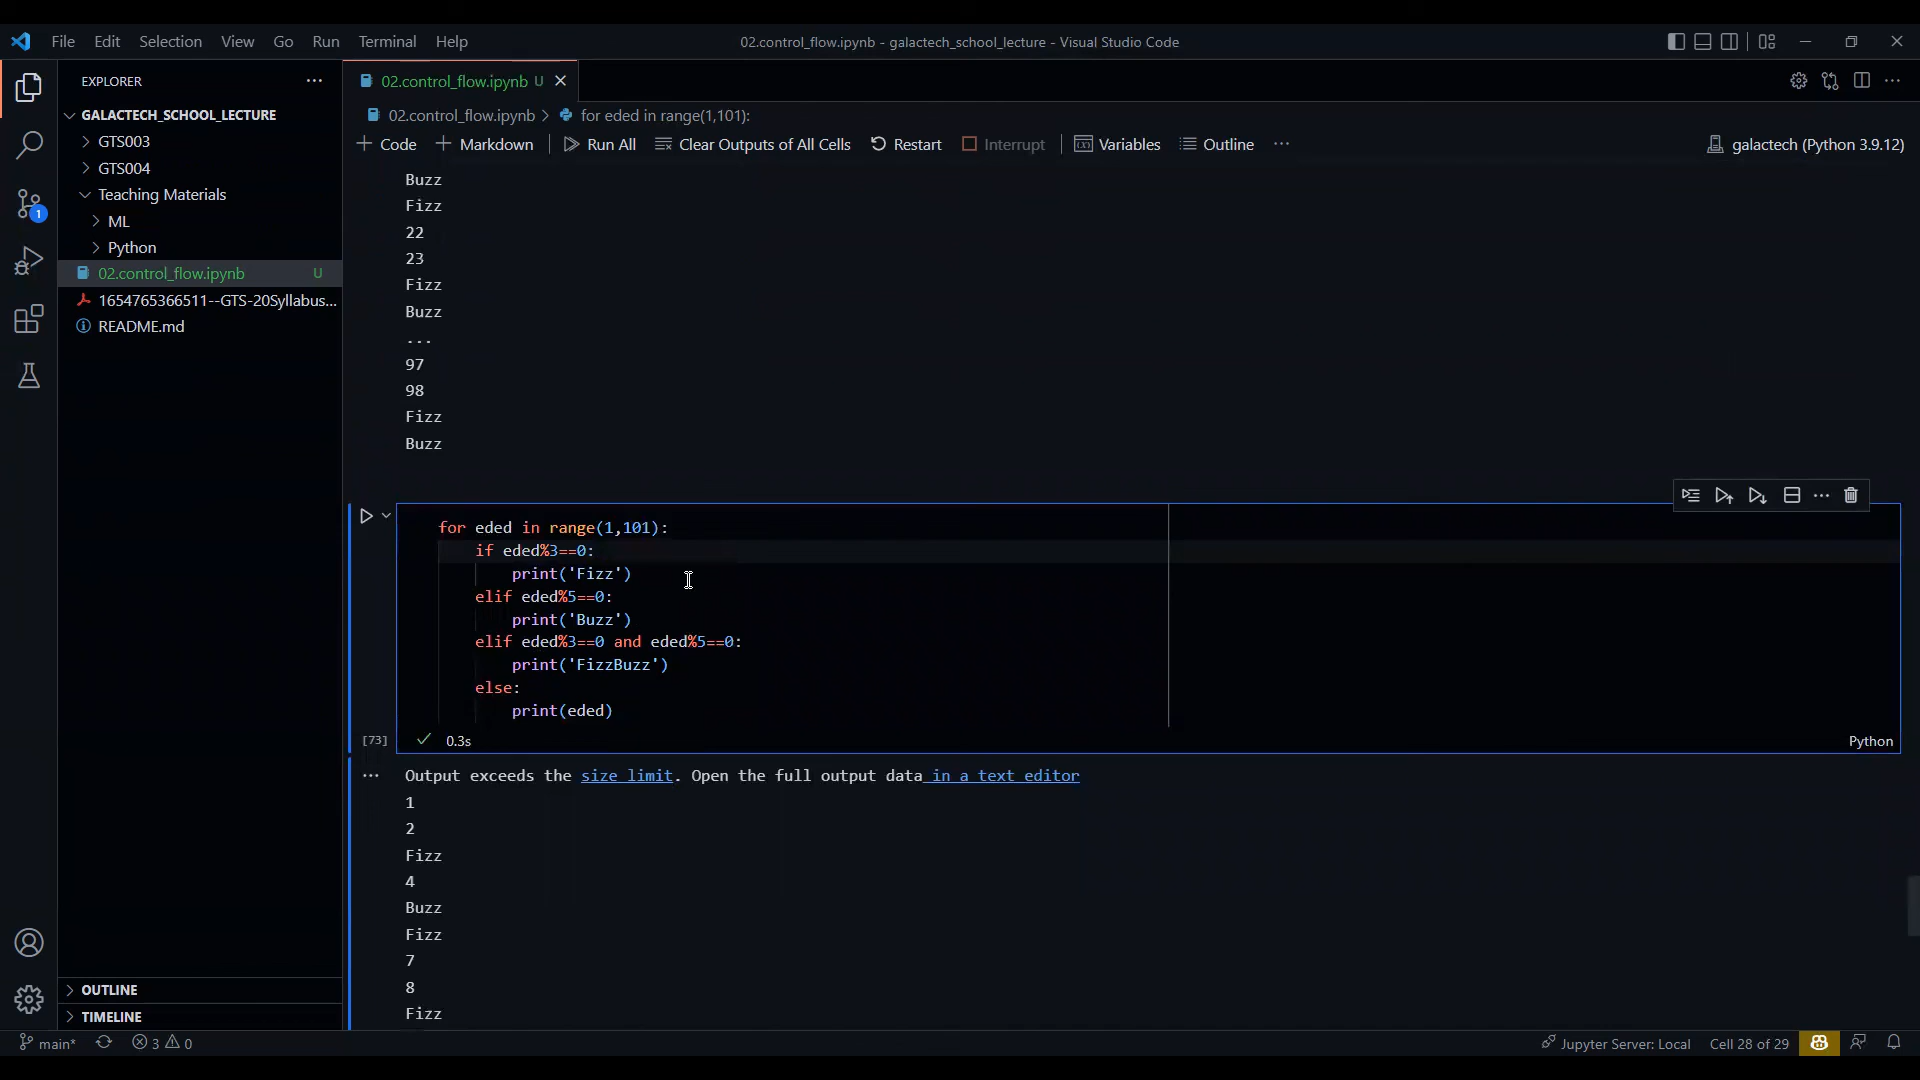 File Edit Selection View Go Run Terminal Help
02.control_flow.ipynb - galactech_school_lecture - Visual Studio Code
EXPLORER
GALACTECH_SCHOOL_LECTURE
GTS003
GTS004
Teaching Materials
ML
Python
02.control_flow.ipynb U
1654765366511--GTS-20Syllabus...
README.md
OUTLINE
TIMELINE
02.control_flow.ipynb U
02.control_flow.ipynb > for eded in range(1,101):
+ Code + Markdown Run All Clear Outputs of All Cells Restart Interrupt Variables Outline ...
galactech (Python 3.9.12)
Buzz
Fizz
22
23
Fizz
Buzz
...
97
98
Fizz
Buzz
for eded in range(1,101):
if eded%3==0:
print('Fizz')
elif eded%5==0:
print('Buzz')
elif eded%3==0 and eded%5==0:
print('FizzBuzz')
else:
print(eded)
[73] 0.3s
Python
... Output exceeds the size limit. Open the full output data in a text editor
1
2
Fizz
4
Buzz
Fizz
7
8
Fizz
1
main* 3 0
Jupyter Server: Local Cell 28 of 29